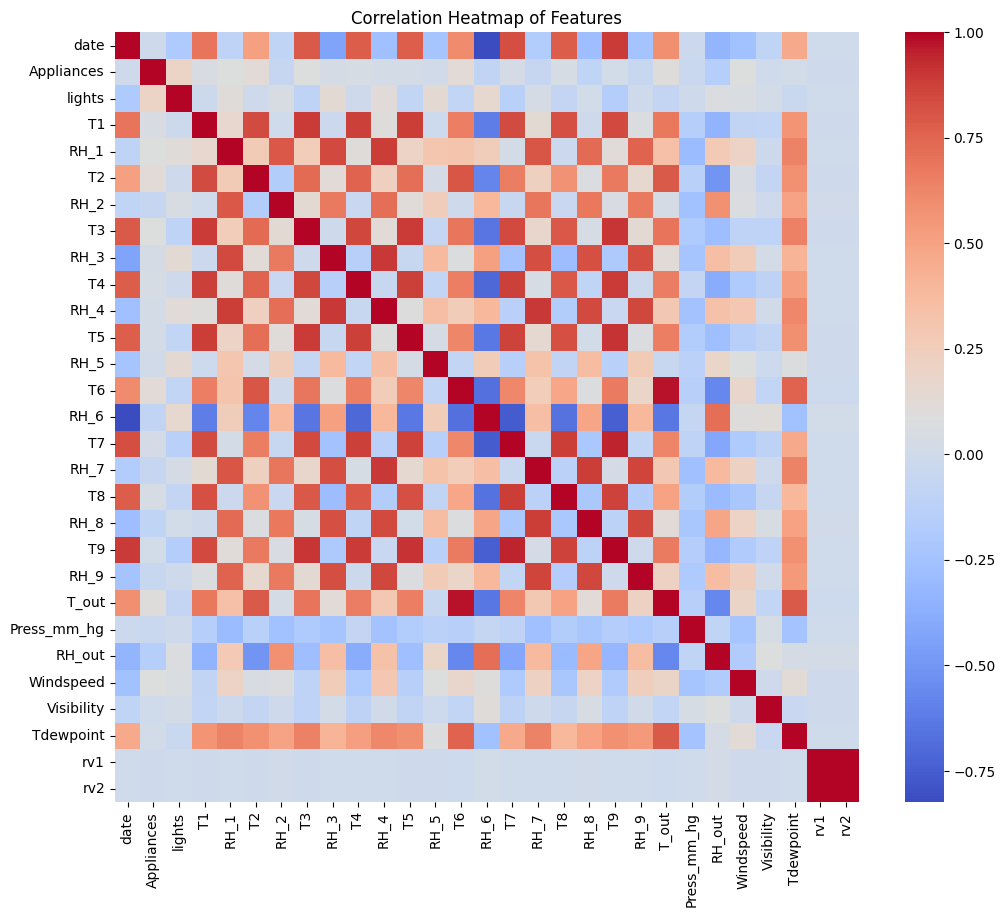 Correlation Heatmap of Features
date
Appliances
lights
T1
RH_1
T2
RH_2
T3
RH_3
T4
RH_4
T5
RH_5
T6
RH_6
T7
RH_7
T8
RH_8
T9
RH_9
T_out
Press_mm_hg
RH_out
Windspeed
Visibility
Tdewpoint
rv1
rv2
date
Appliances
lights
T1
RH_1
T2
RH_2
T3
RH_3
T4
RH_4
T5
RH_5
T6
RH_6
T7
RH_7
T8
RH_8
T9
RH_9
T_out
Press_mm_hg
RH_out
Windspeed
Visibility
Tdewpoint
rv1
rv2
1.00
0.75
0.50
0.25
0.00
−0.25
−0.50
−0.75